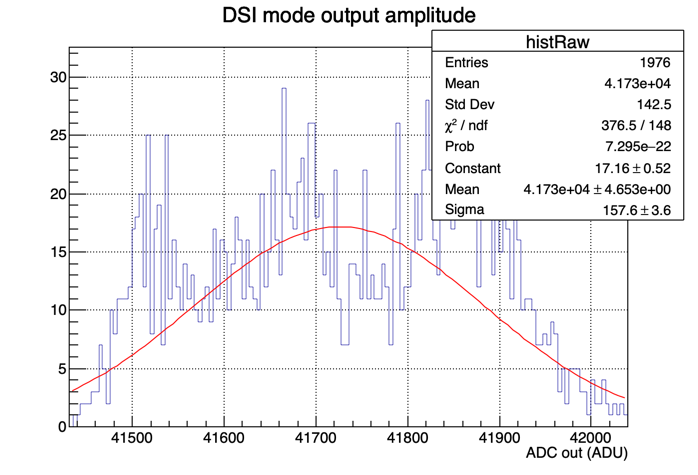 DSI mode output amplitude
histRaw
Entries 1976
Mean 4.173e+04
Std Dev 142.5
χ² / ndf 376.5 / 148
Prob 7.295e−22
Constant 17.16 ± 0.52
Mean 4.173e+04 ± 4.653e+00
Sigma 157.6 ± 3.6
30
25
20
15
10
5
0
41500 41600 41700 41800 41900 42000
ADC out (ADU)